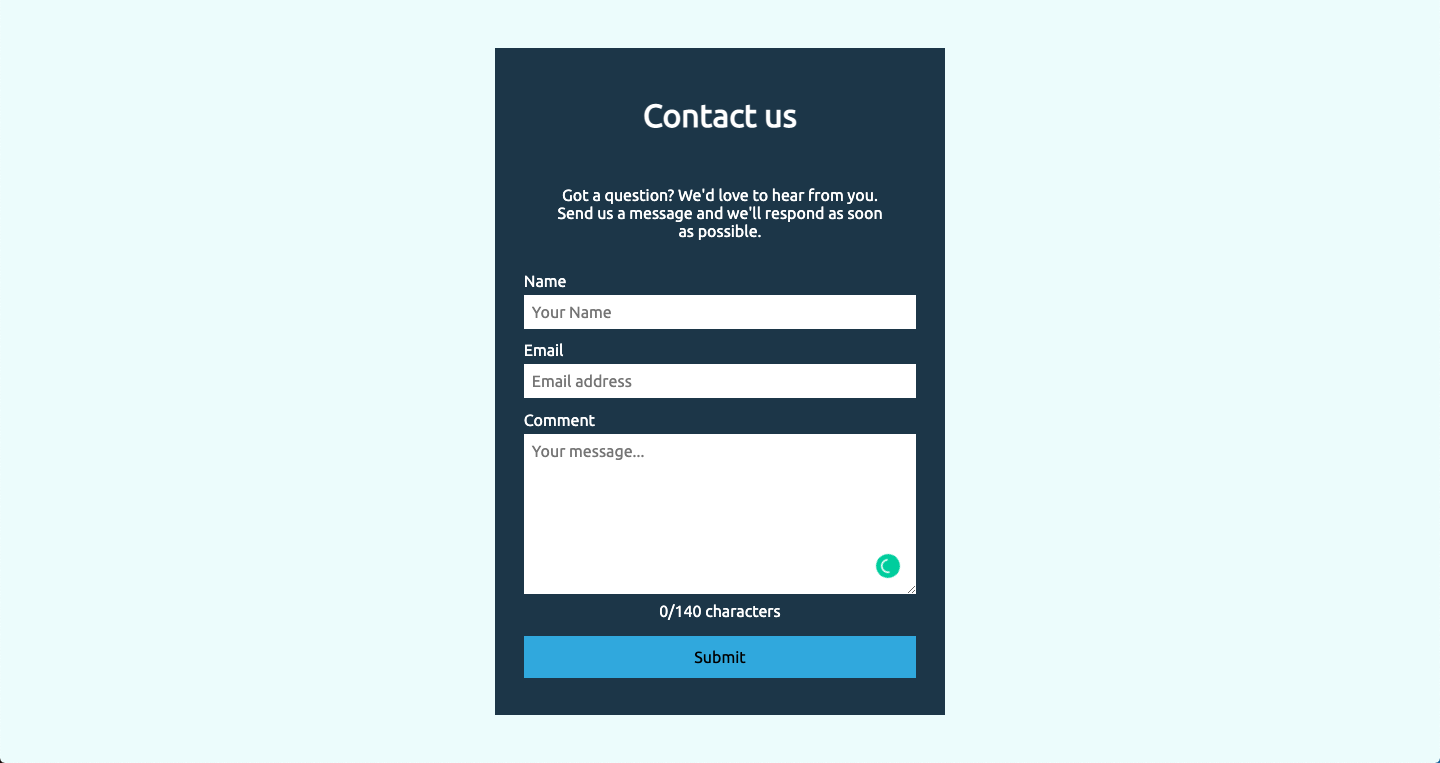 Contact us
Got a question? We'd love to hear from you.
Send us a message and we'll respond as soon
as possible.
Name
Your Name
Email
Email address
Comment
Your message...
0/140 characters
Submit